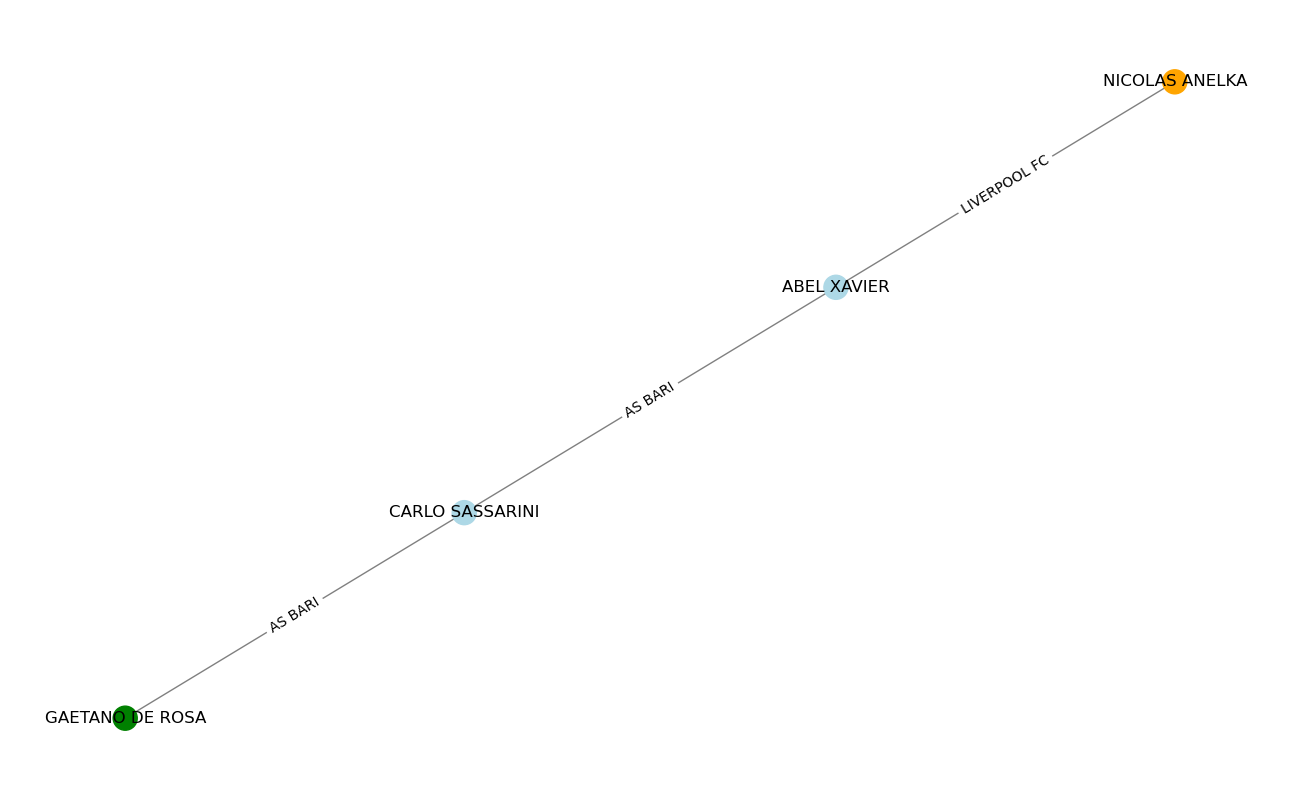 NICOLAS ANELKA
LIVERPOOL FC
ABEL XAVIER
AS BARI
CARLO SASSARINI
AS BARI
GAETANO DE ROSA